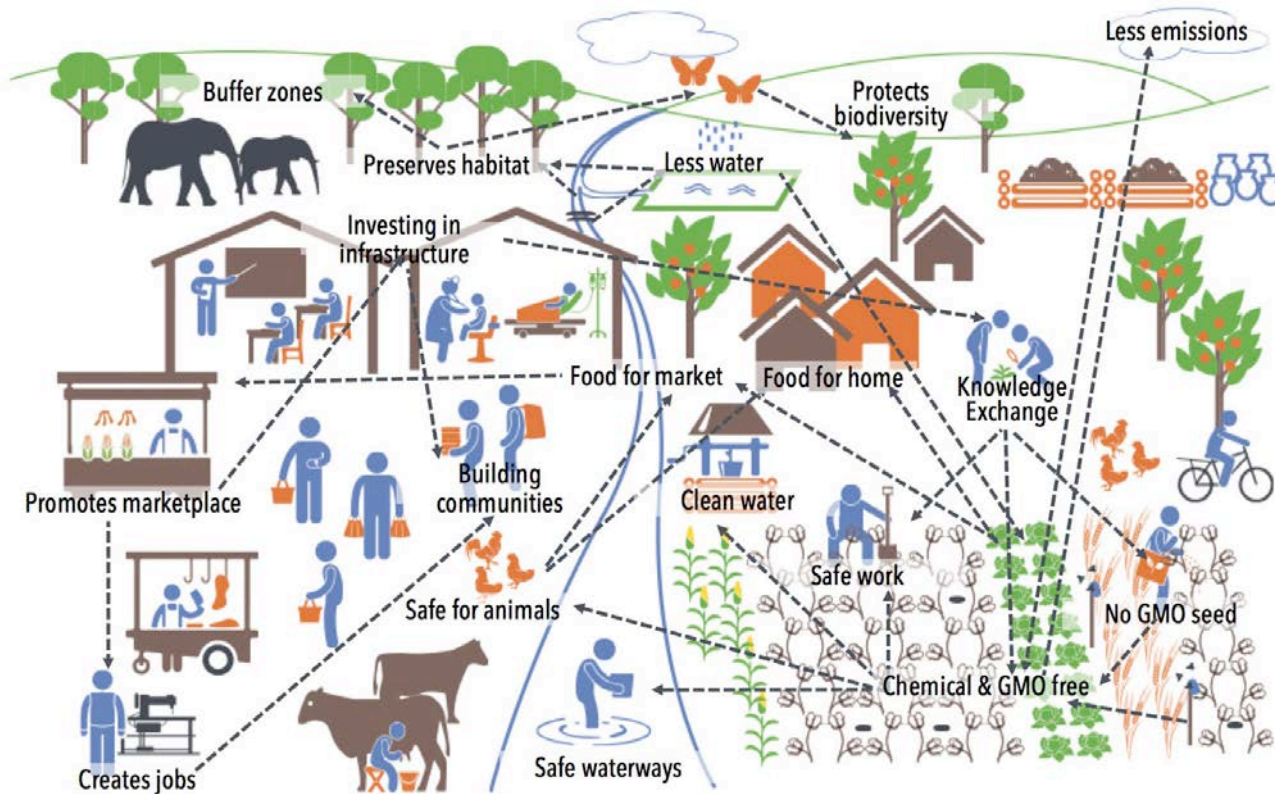 Less emissions
Buffer zones
Protects
biodiversity
Preserves habitat
Less water
Investing in
infrastructure
Food for market
Food for home
Knowledge
Exchange
Promotes marketplace
Building
communities
Clean water
Safe work
Safe for animals
No GMO seed
Chemical & GMO free
Creates jobs
Safe waterways